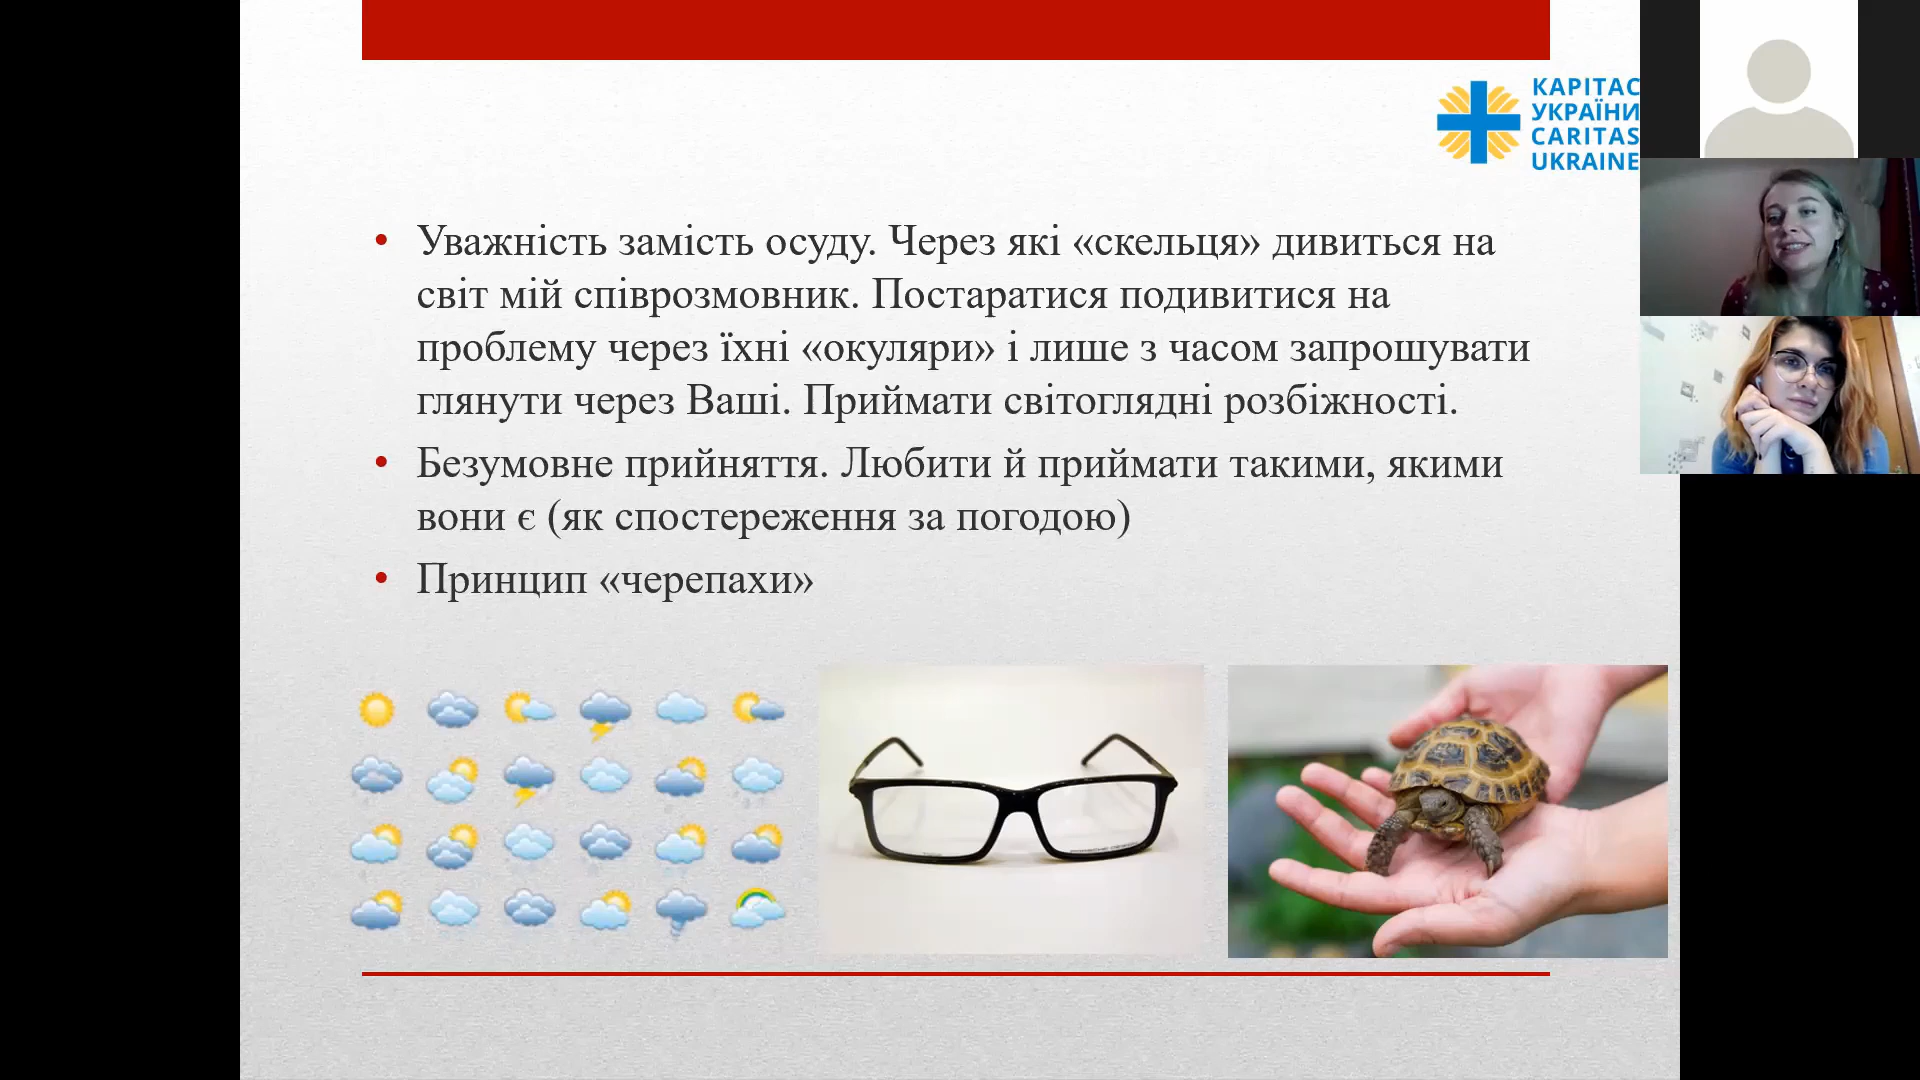 КАРІТАС
УКРАЇНИ
CARITAS
UKRAINE
• Уважність замість осуду. Через які «скельця» дивиться на
світ мій співрозмовник. Постаратися подивитися на
проблему через їхні «окуляри» і лише з часом запрошувати
глянути через Ваші. Приймати світоглядні розбіжності.
• Безумовне прийняття. Любити й приймати такими, якими
вони є (як спостереження за погодою)
• Принцип «черепахи»